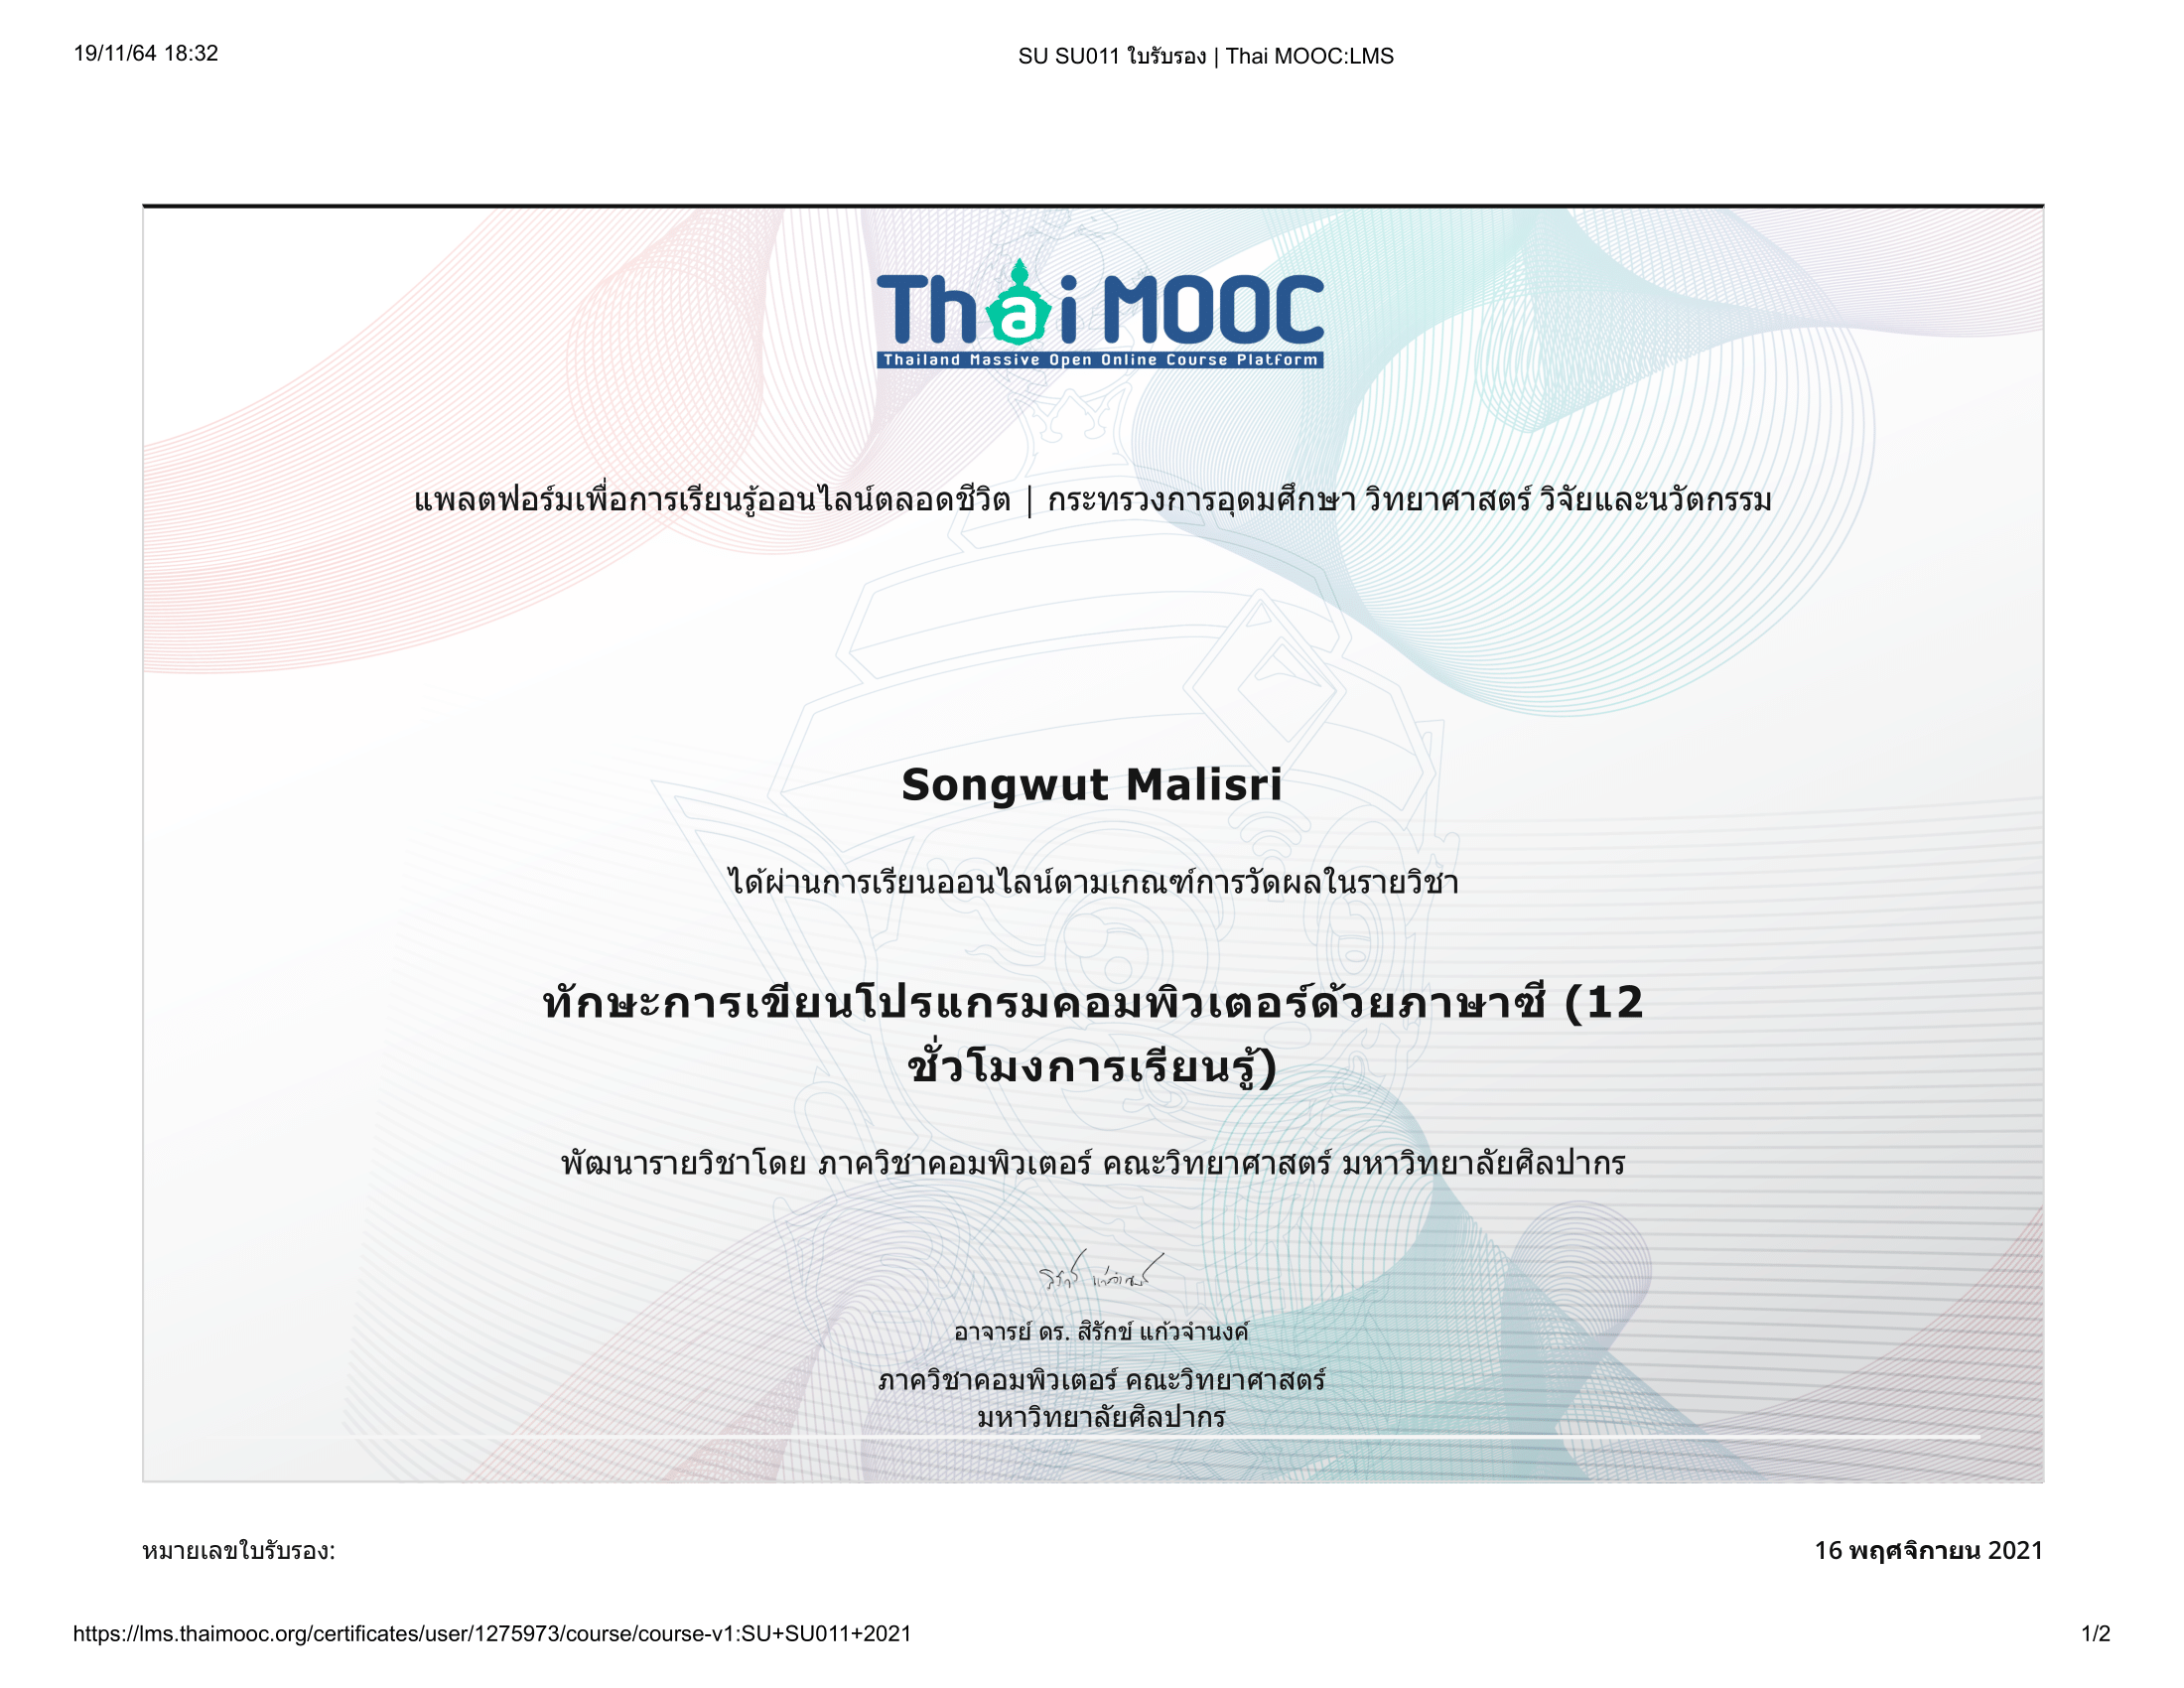 19/11/64 18:32
SU SU011 ใบรับรอง | Thai MOOC:LMS
Thai MOOC
Thailand Massive Open Online Course Platform
แพลตฟอร์มเพื่อการเรียนรู้ออนไลน์ตลอดชีวิต | กระทรวงการอุดมศึกษา วิทยาศาสตร์ วิจัยและนวัตกรรม
Songwut Malisri
ได้ผ่านการเรียนออนไลน์ตามเกณฑ์การวัดผลในรายวิชา
ทักษะการเขียนโปรแกรมคอมพิวเตอร์ด้วยภาษาซี (12
ชั่วโมงการเรียนรู้)
พัฒนารายวิชาโดย ภาควิชาคอมพิวเตอร์ คณะวิทยาศาสตร์ มหาวิทยาลัยศิลปากร
สิรักข์ แก้วจำนงค์
อาจารย์ ดร. สิรักข์ แก้วจำนงค์
ภาควิชาคอมพิวเตอร์ คณะวิทยาศาสตร์
มหาวิทยาลัยศิลปากร
หมายเลขใบรับรอง:
16 พฤศจิกายน 2021
https://lms.thaimooc.org/certificates/user/1275973/course/course-v1:SU+SU011+2021
1/2